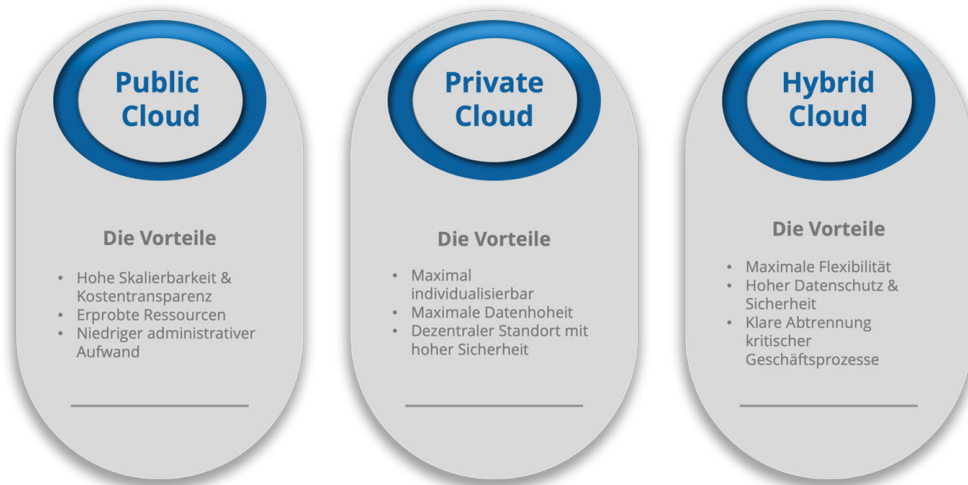 Public
Cloud
Die Vorteile
• Hohe Skalierbarkeit &
Kostentransparenz
• Erprobte Ressourcen
• Niedriger administrativer
Aufwand
Private
Cloud
Die Vorteile
• Maximal
individualisierbar
• Maximale Datenhoheit
• Dezentraler Standort mit
hoher Sicherheit
Hybrid
Cloud
Die Vorteile
• Maximale Flexibilität
• Hoher Datenschutz &
Sicherheit
• Klare Abtrennung
kritischer
Geschäftsprozesse